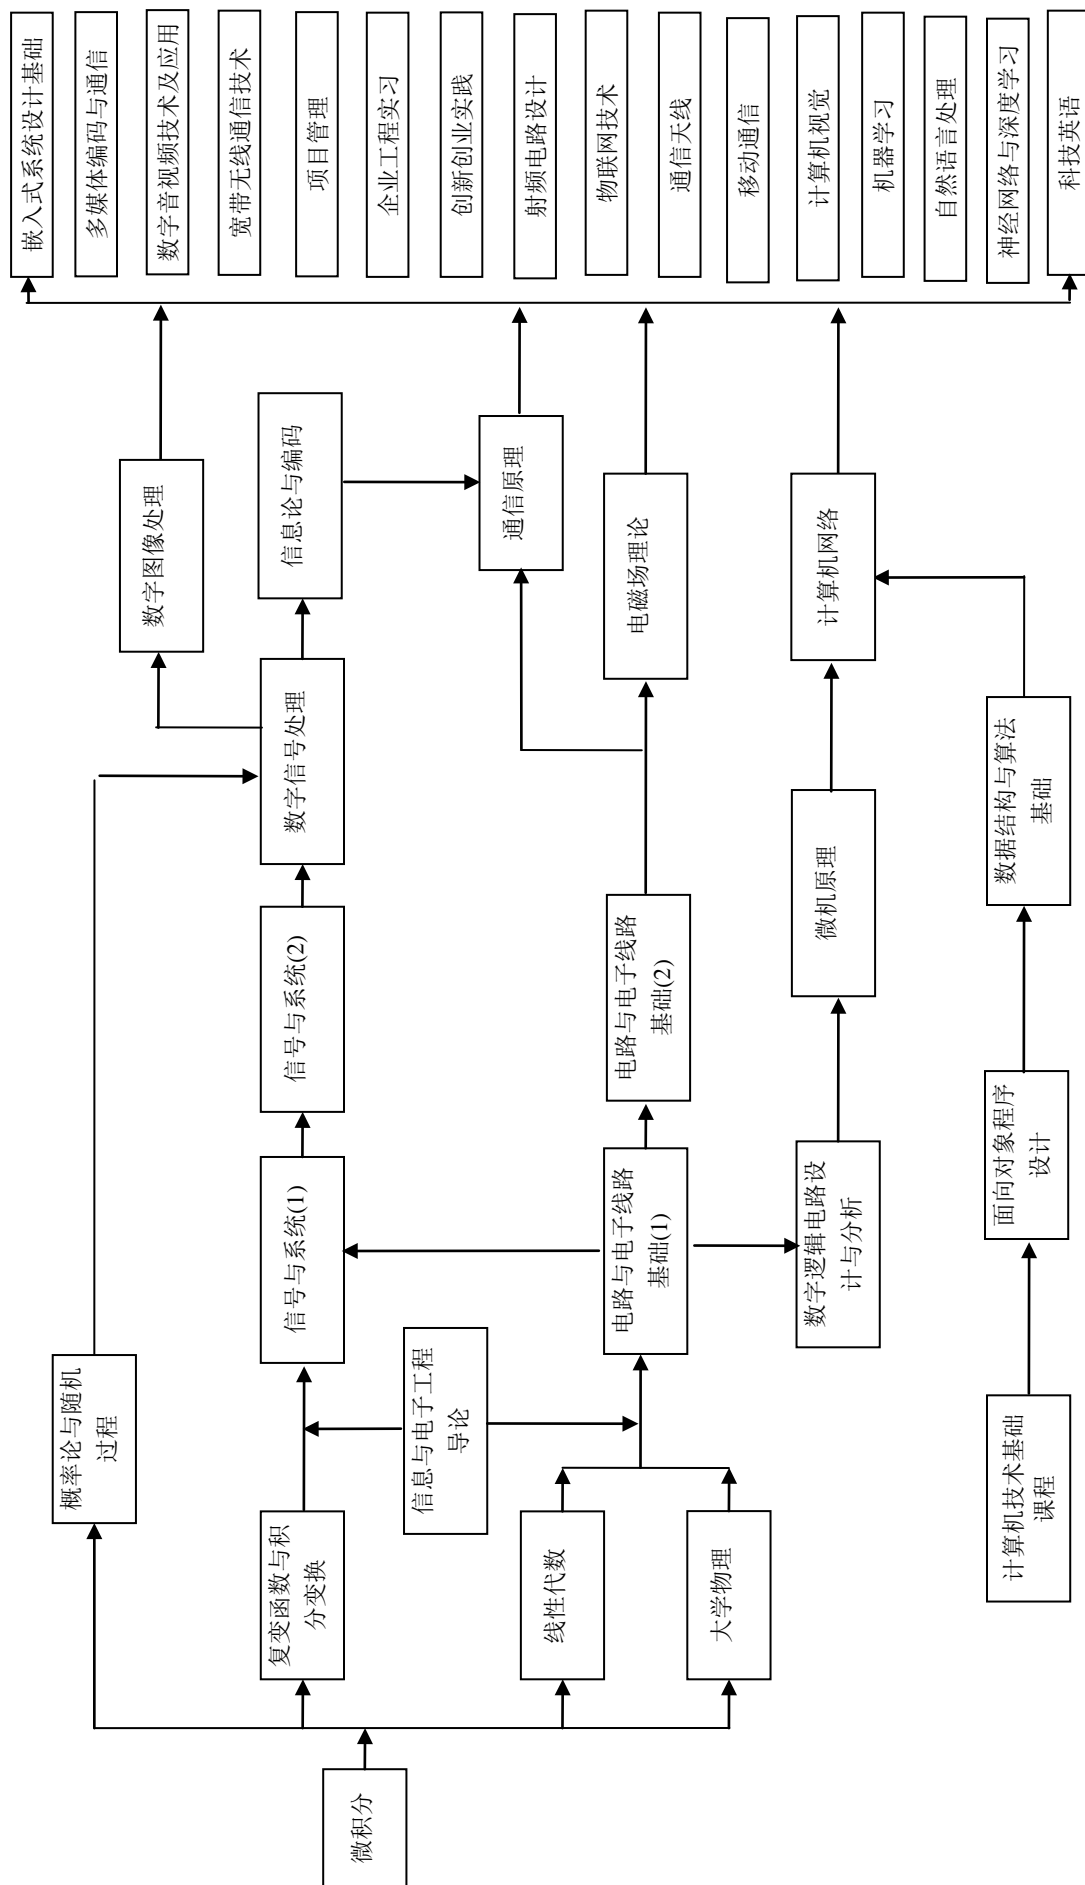 嵌入式系统设计基础
多媒体编码与通信
数字音视频技术及应用
宽带无线通信技术
项目管理
企业工程实习
创新创业实践
射频电路设计
物联网技术
通信天线
移动通信
计算机视觉
机器学习
自然语言处理
神经网络与深度学习
科技英语
数字图像处理
信息论与编码
通信原理
电磁场理论
计算机网络
数字信号处理
数据结构与算法
基础
微机原理
信号与系统(2)
电路与电子线路
基础(2)
面向对象程序
设计
信号与系统(1)
电路与电子线路
基础(1)
数字逻辑电路设
计与分析
概率论与随机
过程
信息与电子工程
导论
计算机技术基础
课程
复变函数与积
分变换
线性代数
大学物理
微积分